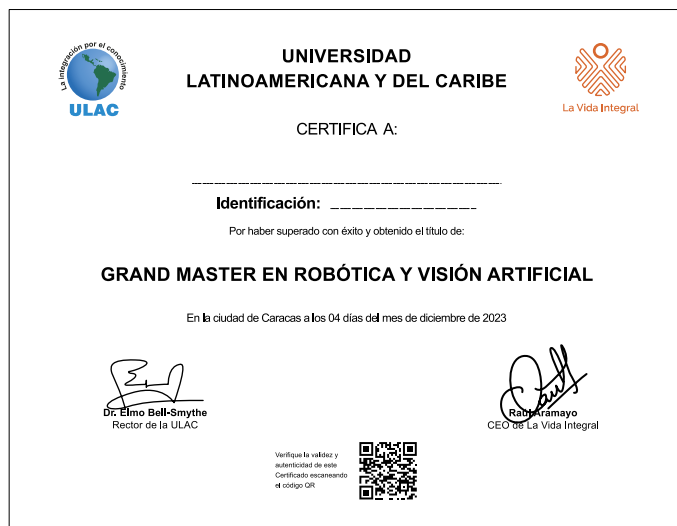 La integración por el conocimiento
ULAC
UNIVERSIDAD
LATINOAMERICANA Y DEL CARIBE
La Vida Integral
CERTIFICA A:
Identificación:
Por haber superado con éxito y obtenido el título de:
GRAND MASTER EN ROBÓTICA Y VISIÓN ARTIFICIAL
En la ciudad de Caracas a los 04 días del mes de diciembre de 2023
Dr. Elmo Bell-Smythe
Rector de la ULAC
Raúl Aramayo
CEO de La Vida Integral
Verifique la validez y
autenticidad de este
Certificado escaneando
el código QR